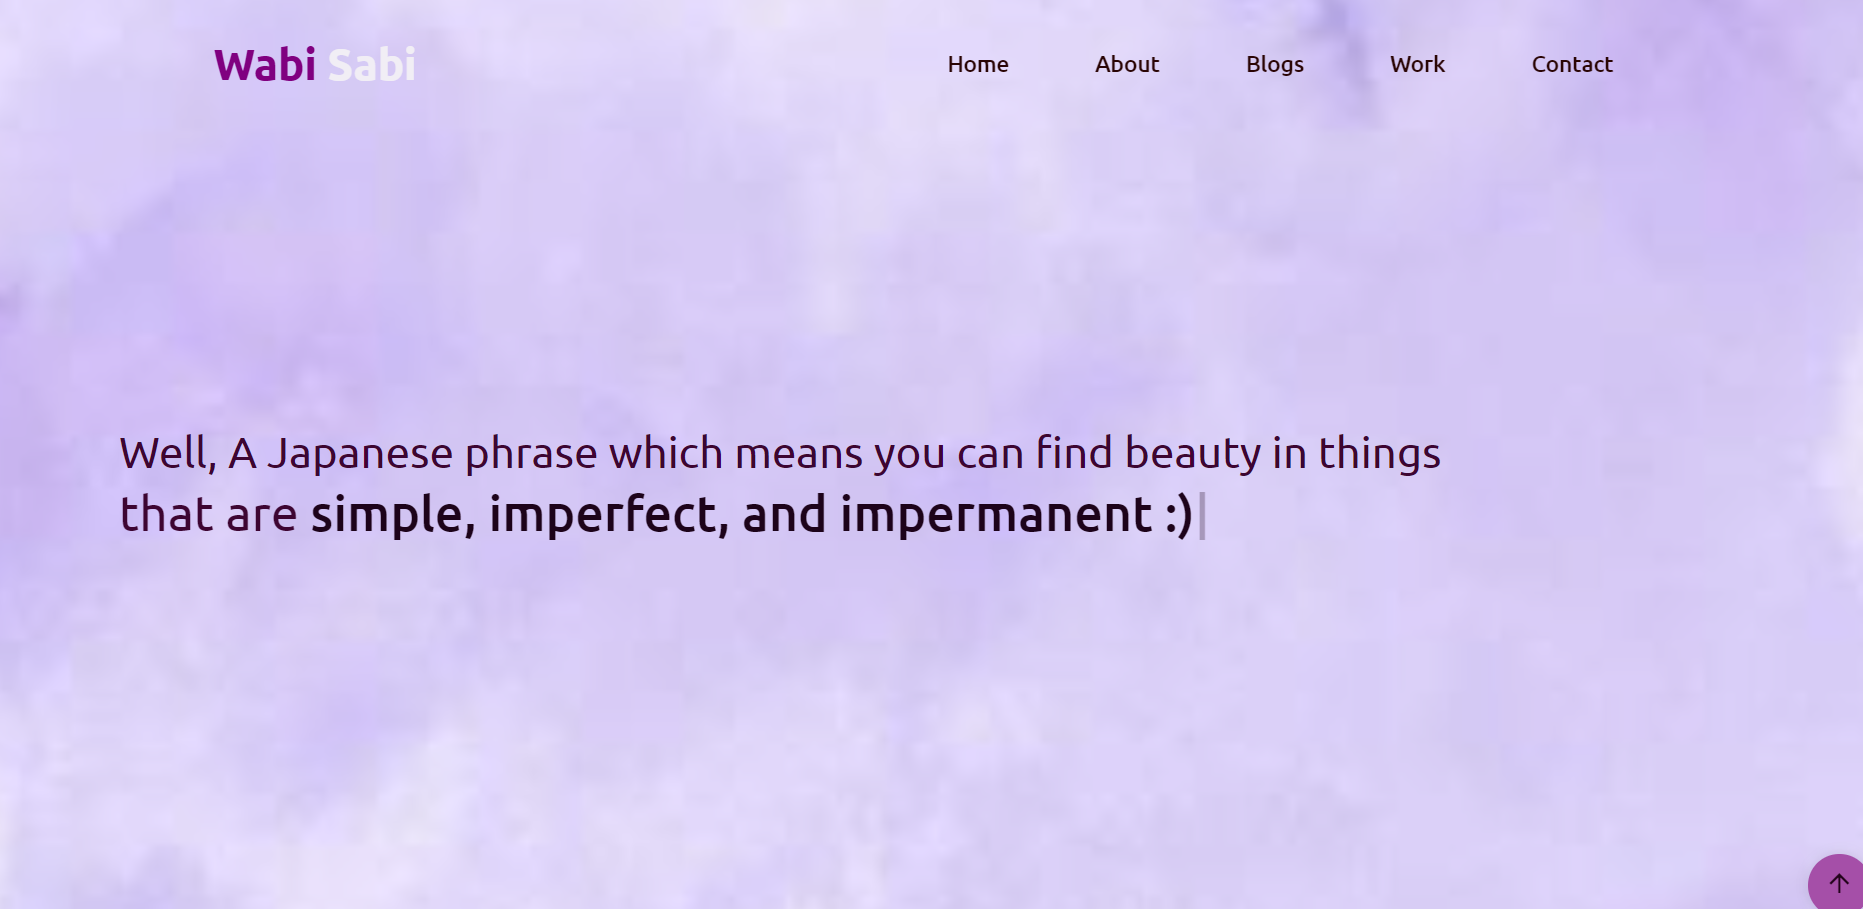 Wabi Sabi
Home About Blogs Work Contact
Well, A Japanese phrase which means you can find beauty in things
that are simple, imperfect, and impermanent :)|